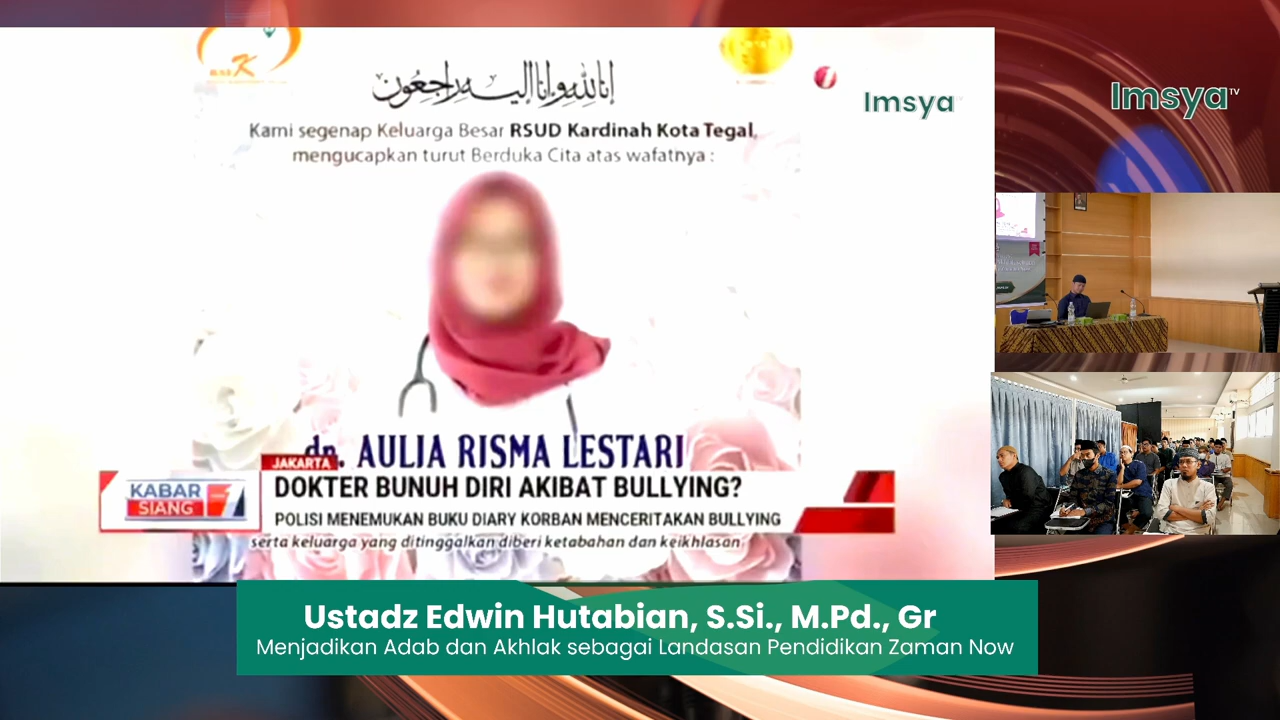 إنا لله وإنا إليه راجعون
Imsya
Imsya TV
Kami segenap Keluarga Besar RSUD Kardinah Kota Tegal,
mengucapkan turut Berduka Cita atas wafatnya :
dr. AULIA RISMA LESTARI
JAKARTA
KABAR SIANG
DOKTER BUNUH DIRI AKIBAT BULLYING?
POLISI MENEMUKAN BUKU DIARY KORBAN MENCERITAKAN BULLYING
serta keluarga yang ditinggalkan diberi ketabahan dan keikhlasan
Ustadz Edwin Hutabian, S.Si., M.Pd., Gr
Menjadikan Adab dan Akhlak sebagai Landasan Pendidikan Zaman Now